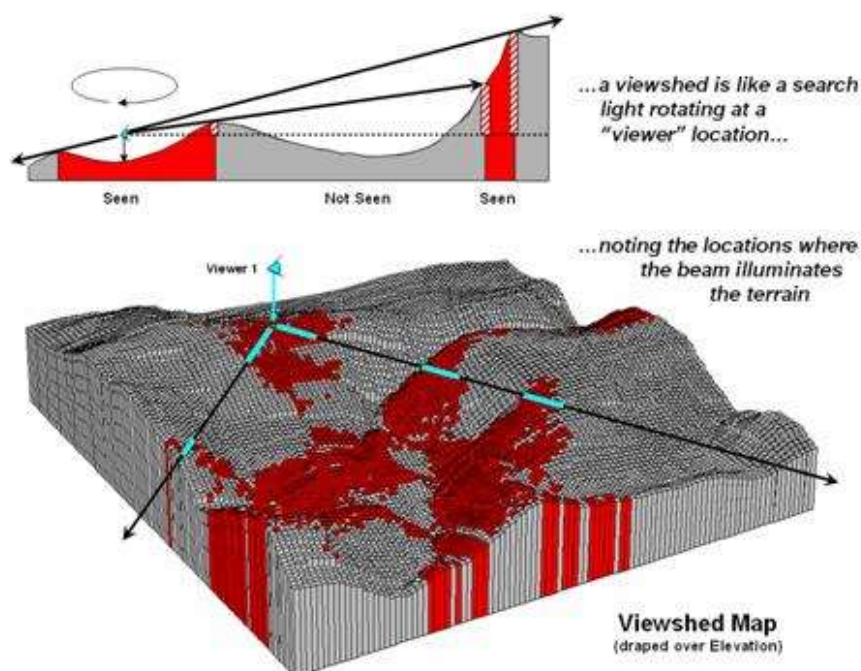 ...a viewshed is like a search
light rotating at a
"viewer" location...
Seen
Not Seen
Seen
...noting the locations where
the beam illuminates
the terrain
Viewer 1
Viewshed Map
(draped over Elevation)